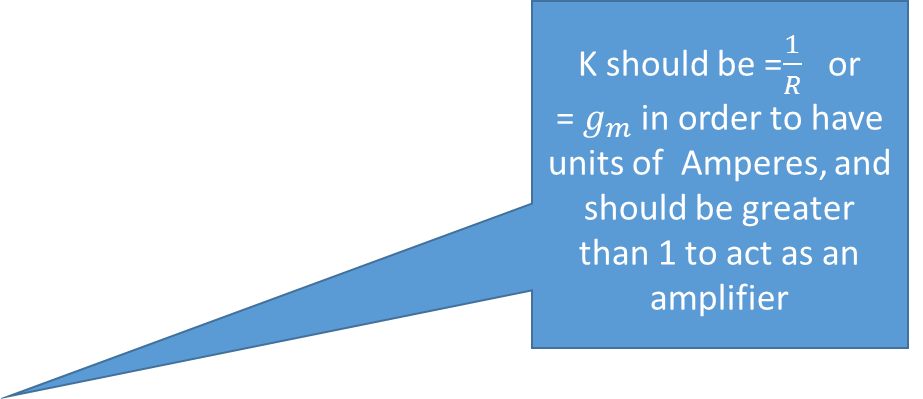 K should be =1/R or
= gₘ in order to have
units of Amperes, and
should be greater
than 1 to act as an
amplifier